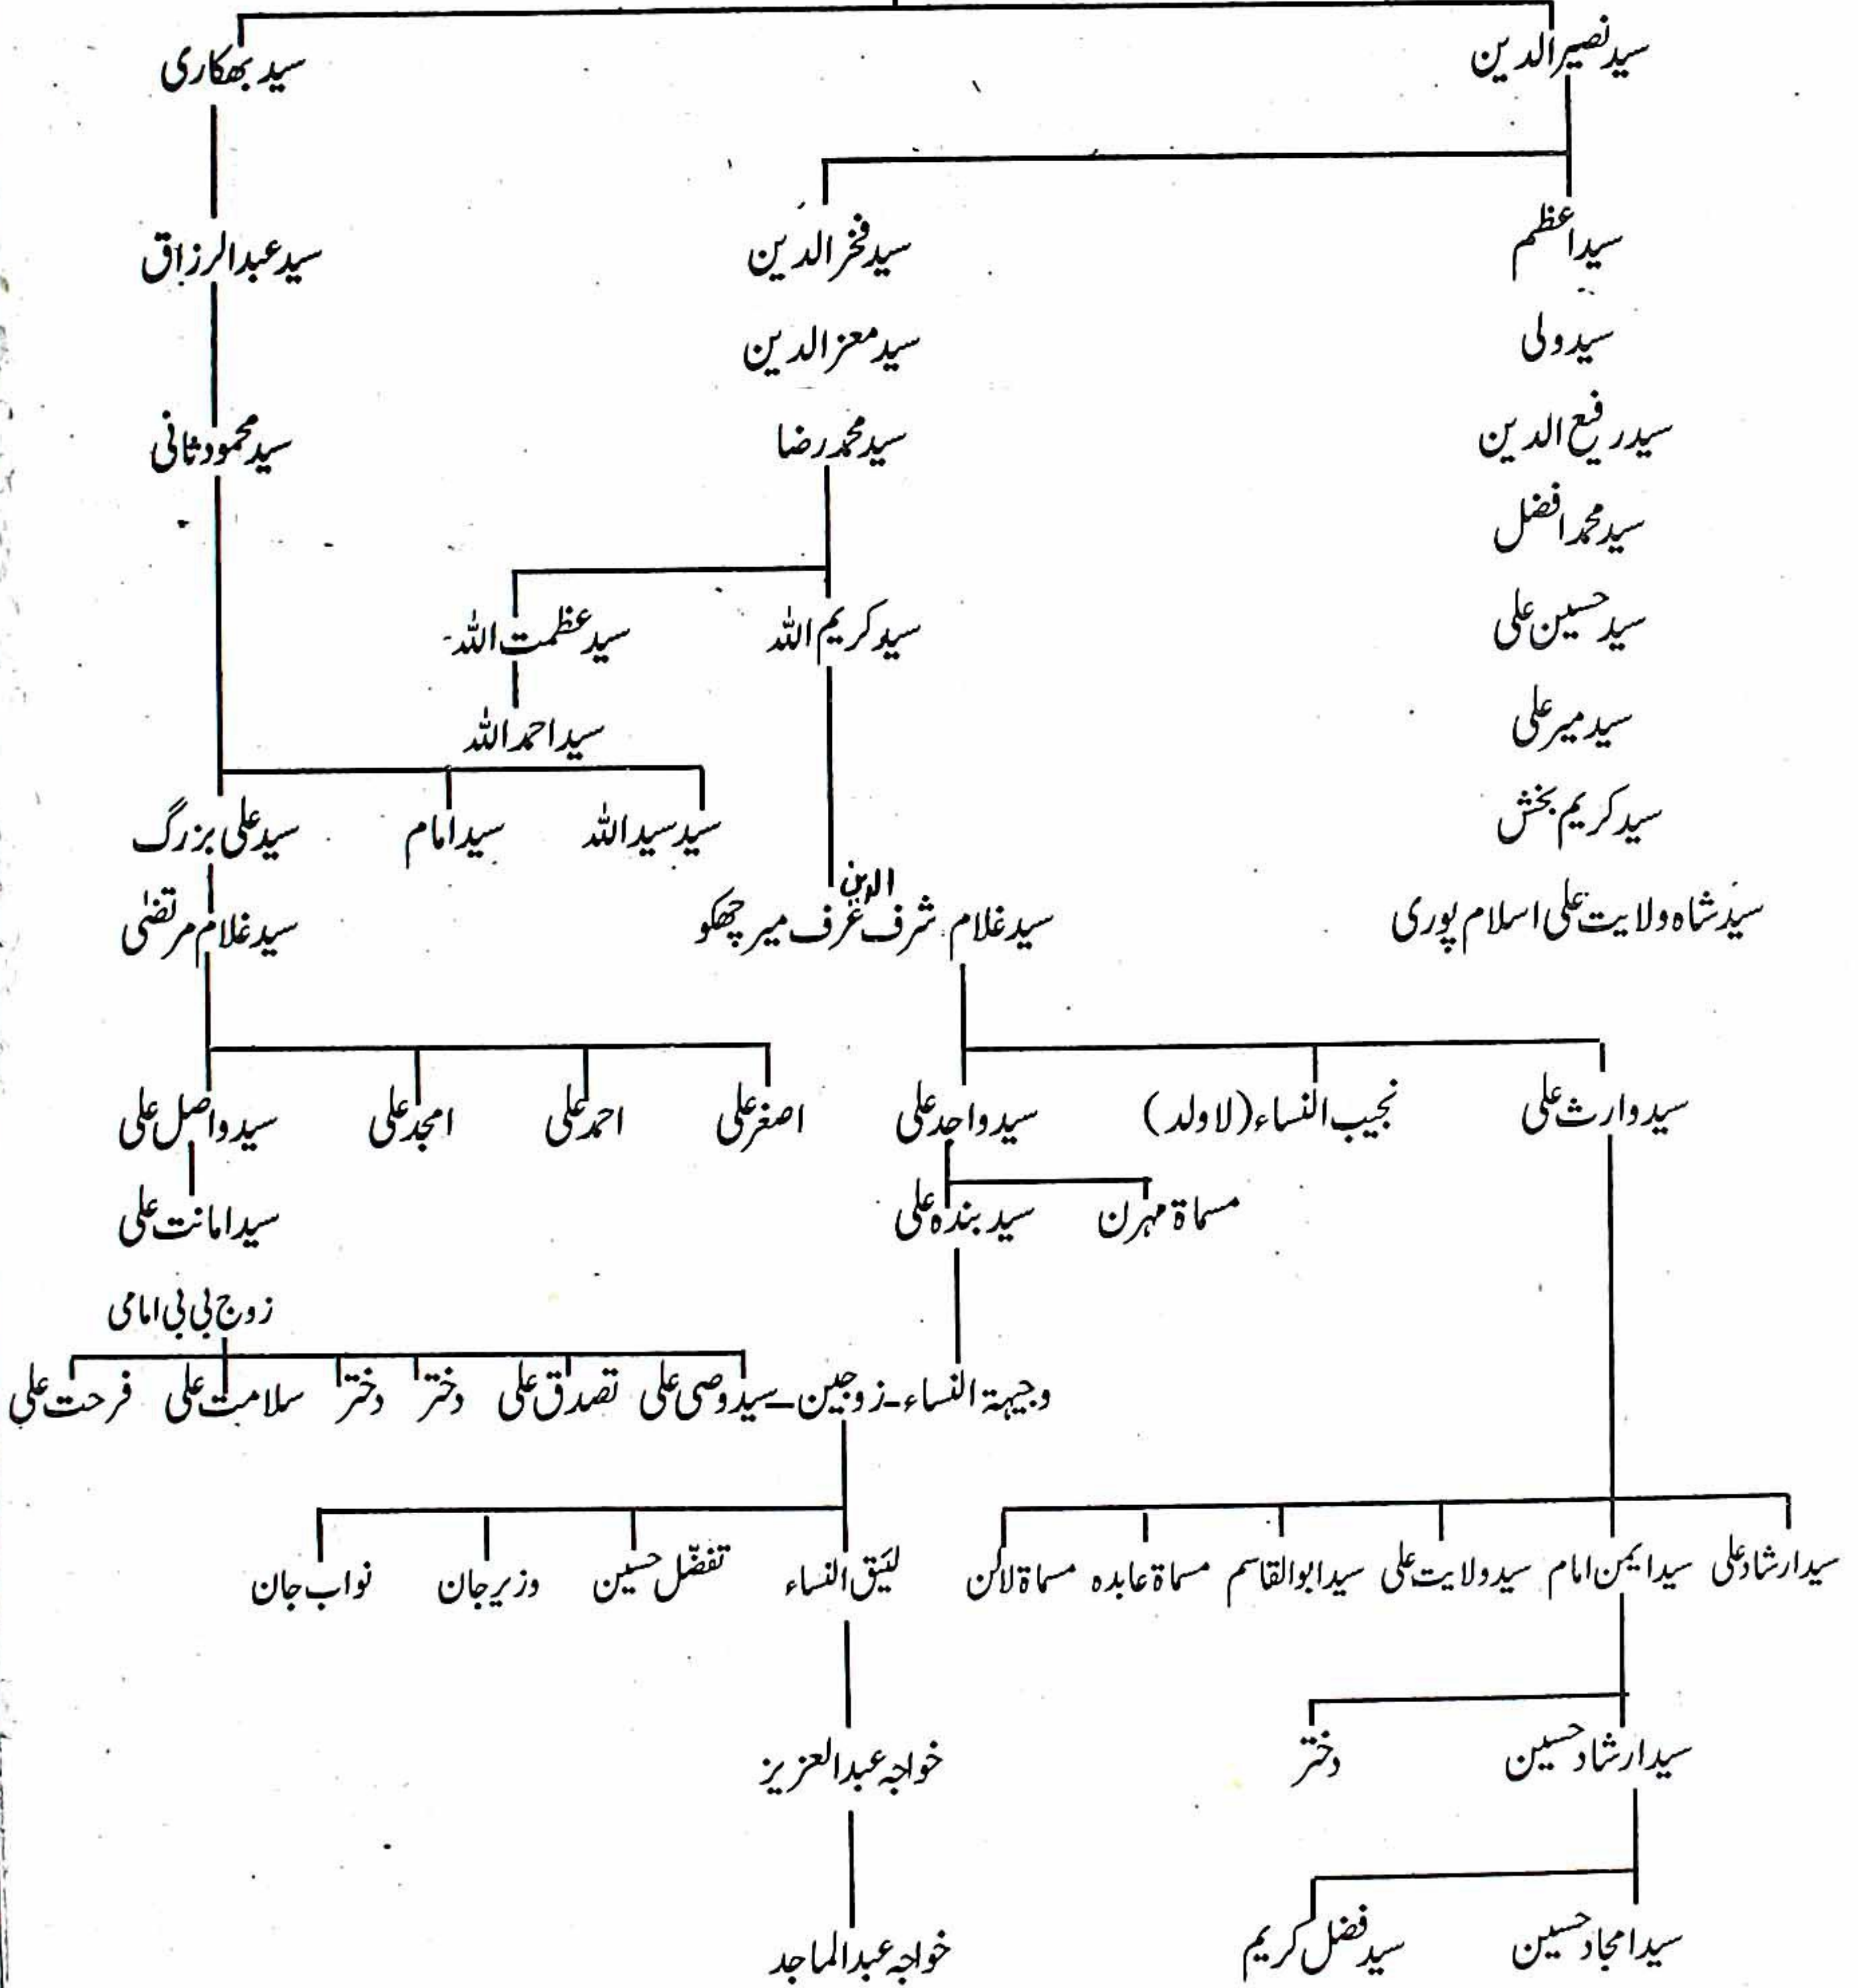 سید نصیر الدین
سید بھکاری
سید اعظم
سید فخر الدین
سید عبد الرزاق
سید ولی
سید معز الدین
سید رفیع الدین
سید محمد رضا
سید محمود ثانی
سید محمد افضل
سید حسین علی
سید کریم اللہ
سید عظمت اللہ
سید میر علی
سید احمد اللہ
سید کریم بخش
سید سید اللہ
سید امام
سید علی بزرگ
سید شاہ ولایت علی اسلام پوری
سید غلام شرف الدین عرف میر چھکو
سید غلام مرتضیٰ
سید وارث علی
نجیب النساء (لا ولد)
سید واجد علی
اصغر علی
احمد علی
امجد علی
سید واصل علی
مسماۃ مہرن
سید بندہ علی
سید امانت علی
زوج بی بی امامی
وجیہۃ النساء - زوجین - سید وصی علی
تصدق علی
دختر
دختر
سلامت علی
فرحت علی
سید ارشاد علی
سید ایمن امام
سید ولایت علی
سید ابو القاسم
مسماۃ عابدہ
مسماۃ لاکن
لئیق النساء
تفضّل حسین
وزیر جان
نواب جان
سید ارشاد حسین
دختر
خواجہ عبد العزیز
سید امجاد حسین
سید فضل کریم
خواجہ عبد الماجد